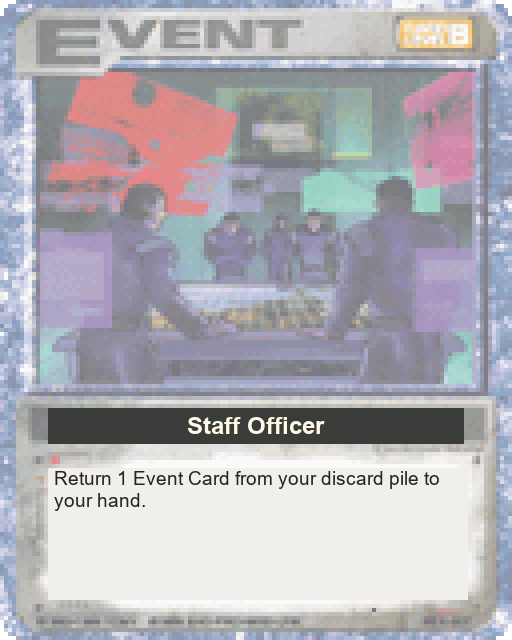 EVENT
B
Staff Officer
Return 1 Event Card from your discard pile to
your hand.